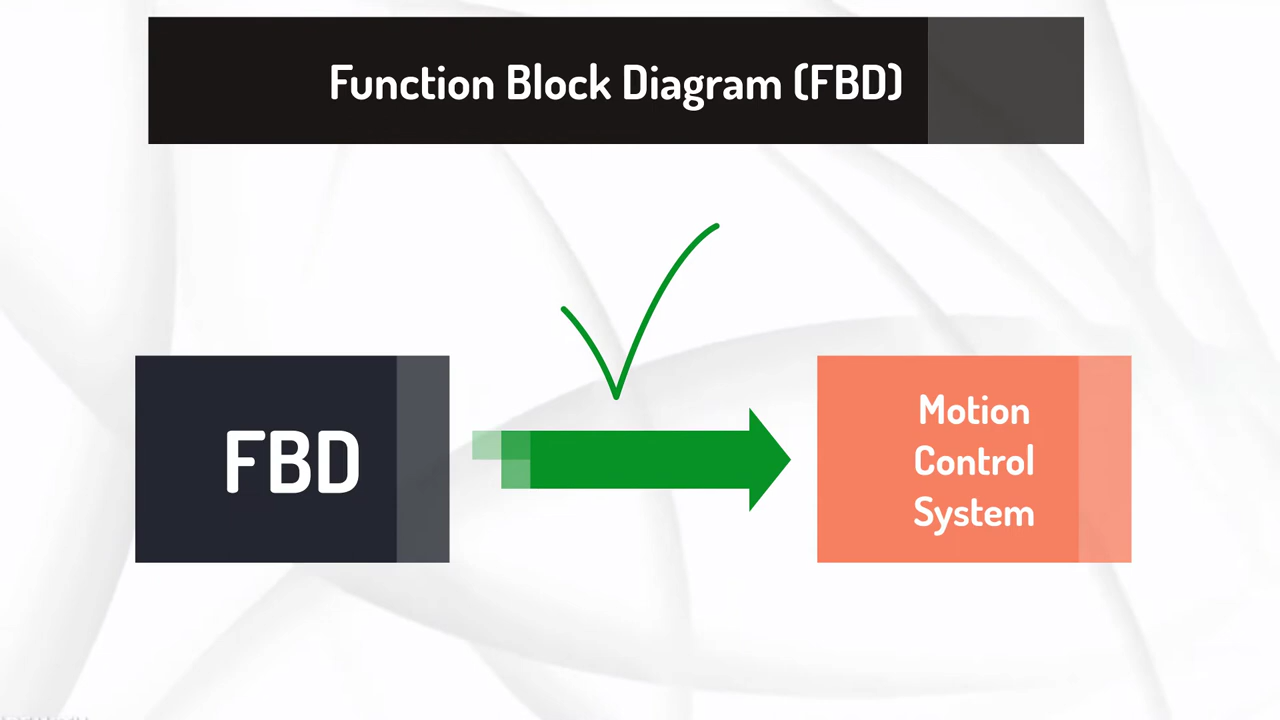 Function Block Diagram (FBD)
FBD
Motion
Control
System